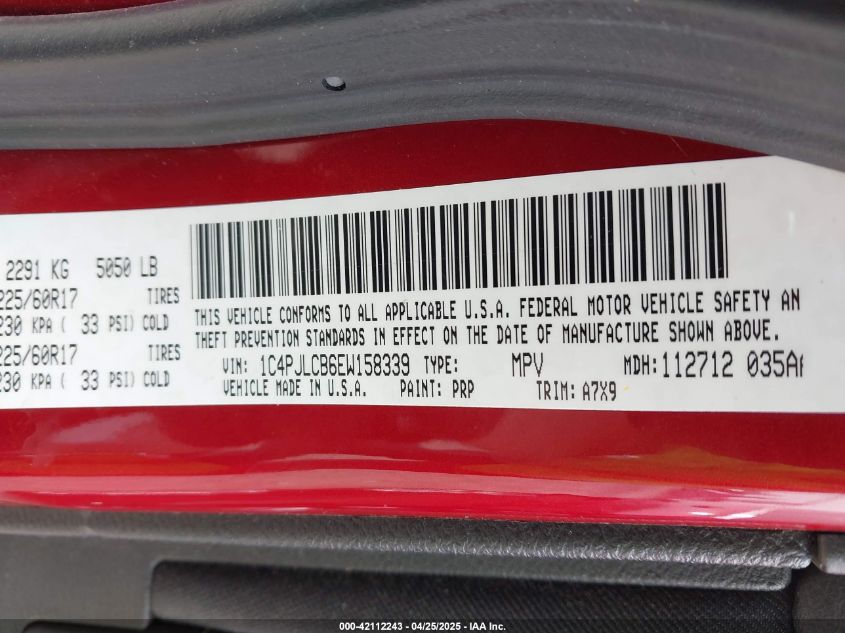 2291 KG 5050 LB
225/60R17 TIRES
230 KPA ( 33 PSI) COLD
225/60R17 TIRES
230 KPA ( 33 PSI) COLD
THIS VEHICLE CONFORMS TO ALL APPLICABLE U.S.A. FEDERAL MOTOR VEHICLE SAFETY AN
THEFT PREVENTION STANDARDS IN EFFECT ON THE DATE OF MANUFACTURE SHOWN ABOVE.
VIN: 1C4PJLCB6EW158339 TYPE: MPV MDH: 112712 035A
VEHICLE MADE IN U.S.A. PAINT: PRP TRIM: A7X9
000-42112243 / 04/25/2025 - IAA Inc.